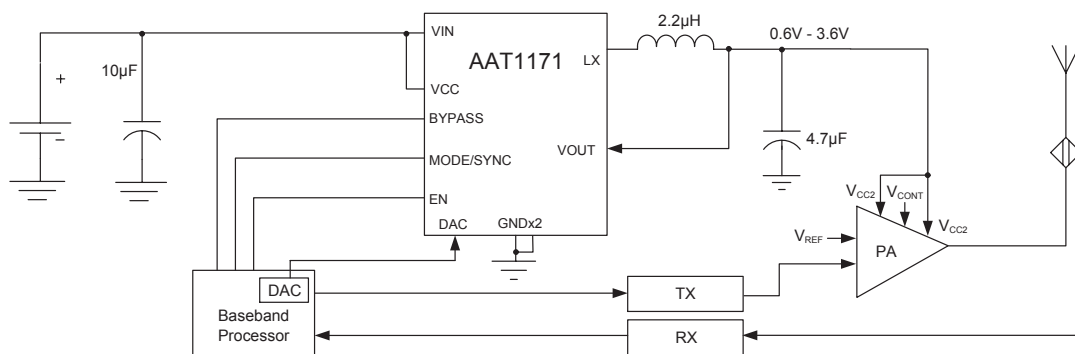 2.2µH
0.6V - 3.6V
VIN
AAT1171
LX
+
10µF
VCC
BYPASS
4.7µF
VOUT
MODE/SYNC
EN
VCC2
VCONT
DAC
GNDx2
VREF
VCC2
PA
DAC
TX
Baseband
Processor
RX